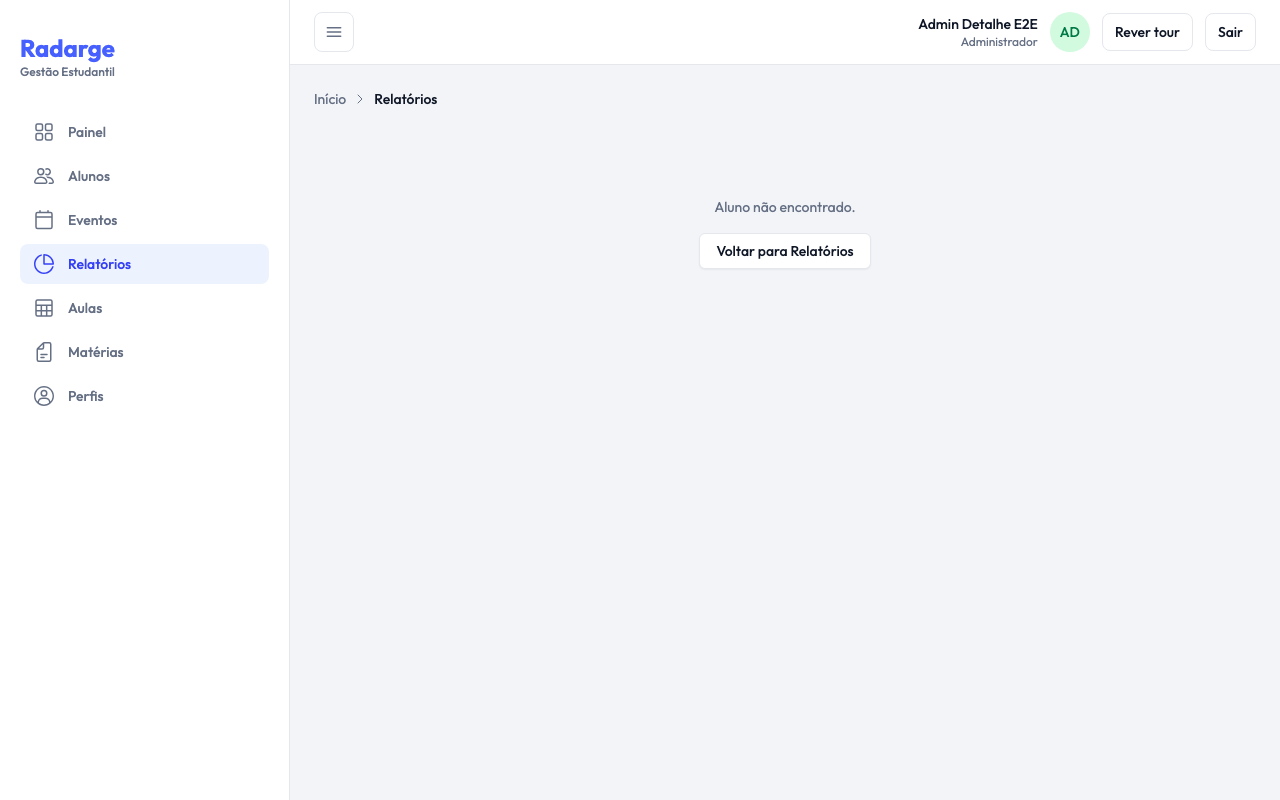 Radarge
Gestão Estudantil
Painel
Alunos
Eventos
Relatórios
Aulas
Matérias
Perfis
Admin Detalhe E2E
Administrador
AD
Rever tour
Sair
Início
Relatórios
Aluno não encontrado.
Voltar para Relatórios